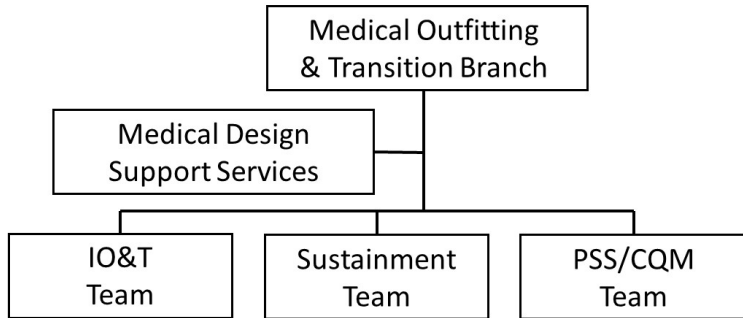 Medical Outfitting
& Transition Branch
Medical Design
Support Services
IO&T
Team
Sustainment
Team
PSS/CQM
Team